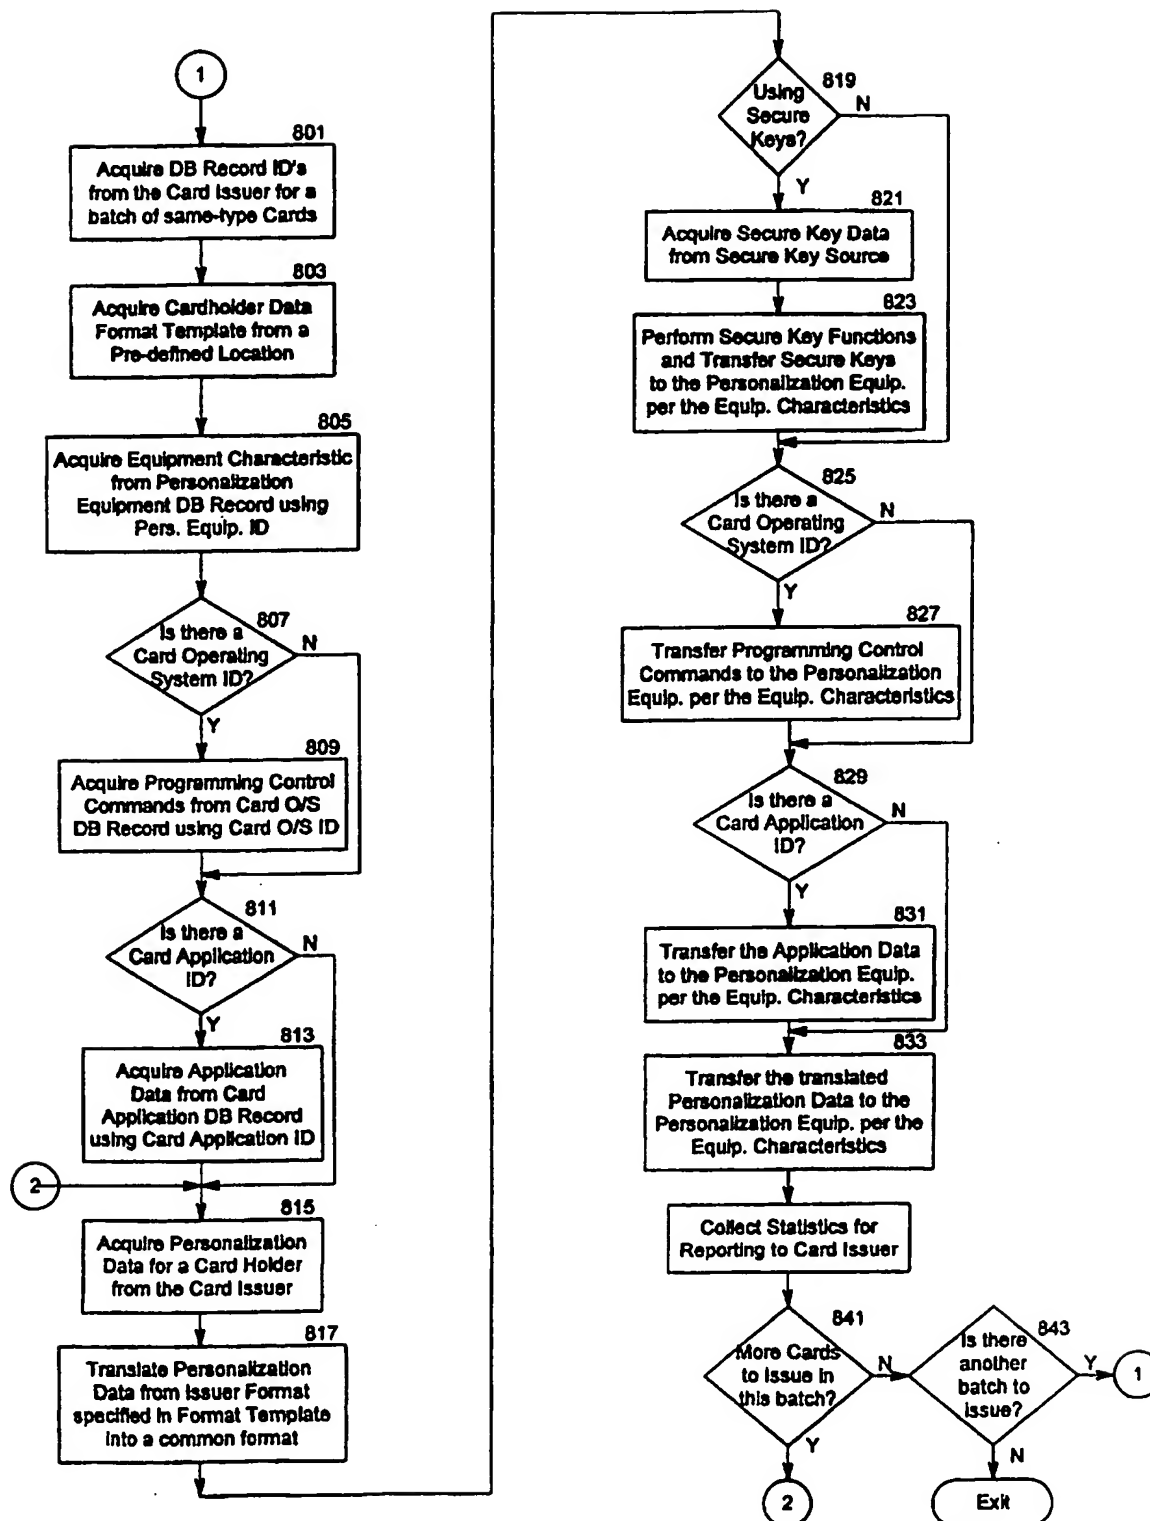 1
801
Acquire DB Record ID's
from the Card Issuer for a
batch of same-type Cards
803
Acquire Cardholder Data
Format Template from a
Pre-defined Location
805
Acquire Equipment Characteristic
from Personalization
Equipment DB Record using
Pers. Equip. ID
807
Is there a
Card Operating
System ID?
N
Y
809
Acquire Programming Control
Commands from Card O/S
DB Record using Card O/S ID
811
Is there a
Card Application
ID?
N
Y
813
Acquire Application
Data from Card
Application DB Record
using Card Application ID
2
815
Acquire Personalization
Data for a Card Holder
from the Card Issuer
817
Translate Personalization
Data from Issuer Format
specified in Format Template
into a common format
819
Using
Secure
Keys?
N
Y
821
Acquire Secure Key Data
from Secure Key Source
823
Perform Secure Key Functions
and Transfer Secure Keys
to the Personalization Equip.
per the Equip. Characteristics
825
Is there a
Card Operating
System ID?
N
Y
827
Transfer Programming Control
Commands to the Personalization
Equip. per the Equip. Characteristics
829
Is there a
Card Application
ID?
N
Y
831
Transfer the Application Data
to the Personalization Equip.
per the Equip. Characteristics
833
Transfer the translated
Personalization Data to the
Personalization Equip. per the
Equip. Characteristics
Collect Statistics for
Reporting to Card Issuer
841
More Cards
to issue in
this batch?
N
Y
2
843
Is there
another
batch to
issue?
Y
1
N
Exit